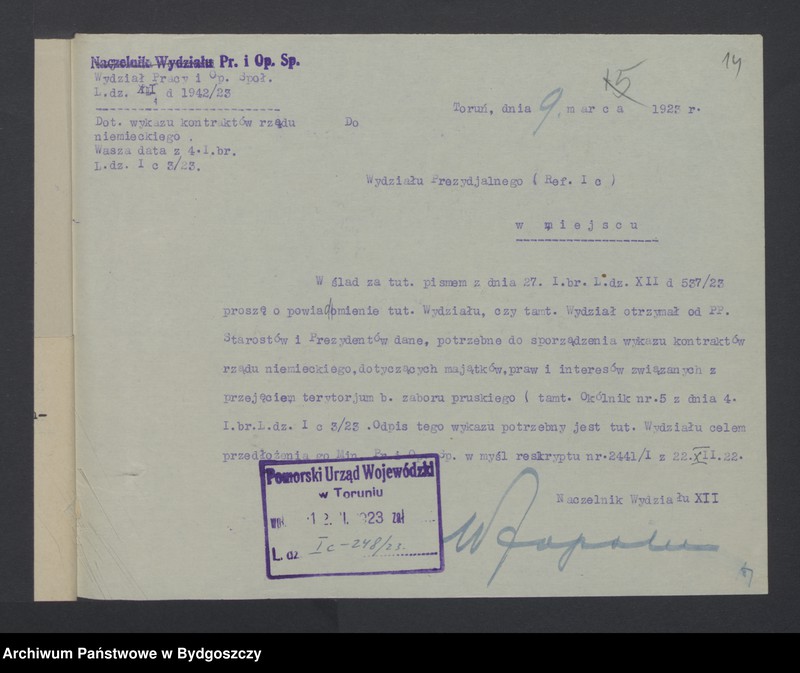 Naczelnik Wydziału Pr. i Op. Sp.
14
Wydział Pracy i Op. Społ.
L.dz. XII d 1942/23
15
Toruń, dnia 9. marca 1923 r.
Dot. wykazu kontraktów rządu
niemieckiego .
Wasza data z 4.I.br.
L.dz. I c 3/23.
Do
Wydziału Prezydjalnego ( Ref. I c )
w miejscu
W ślad za tut. pismem z dnia 27. I.br. L.dz. XII d 537/23
proszę o powiadomienie tut. Wydziału, czy tamt. Wydział otrzymał od PP.
Starostów i Prezydentów dane, potrzebne do sporządzenia wykazu kontraktów
rządu niemieckiego,dotyczących majątków,praw i interesów związanych z
przejęciem terytorjum b. zaboru pruskiego ( tamt. Okólnik nr.5 z dnia 4.
I.br.L.dz. I c 3/23 .Odpis tego wykazu potrzebny jest tut. Wydziału celem
przedłożenia go Min. Pr. i Op. Sp. w myśl reskryptu nr.2441/I z 22.XII.22.
Naczelnik Wydziału XII
Pomorski Urząd Wojewódzki
w Toruniu
923 zał
L. dz. Ic-248/23.
Archiwum Państwowe w Bydgoszczy